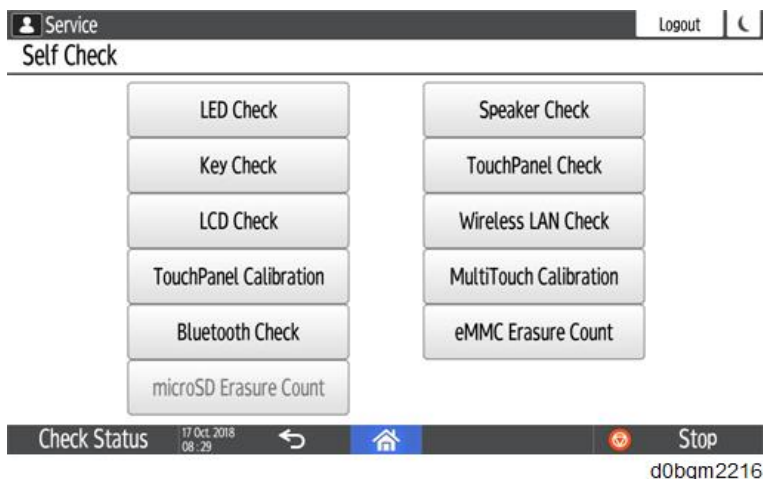 Service
Logout
Self Check
LED Check
Speaker Check
Key Check
TouchPanel Check
LCD Check
Wireless LAN Check
TouchPanel Calibration
MultiTouch Calibration
Bluetooth Check
eMMC Erasure Count
microSD Erasure Count
Check Status
17 Oct. 2018
08 : 29
Stop
d0bqm2216